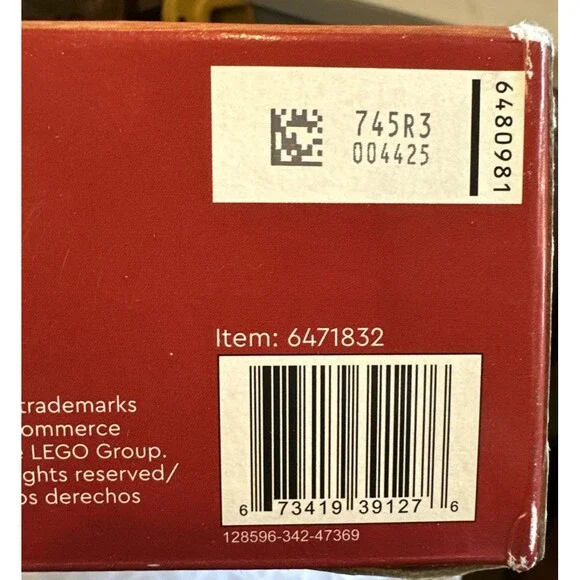 745R3
004425
6480981
Item: 6471832
trademarks
ommerce
LEGO Group.
ghts reserved/
os derechos
6 73419 39127 6
128596-342-47369